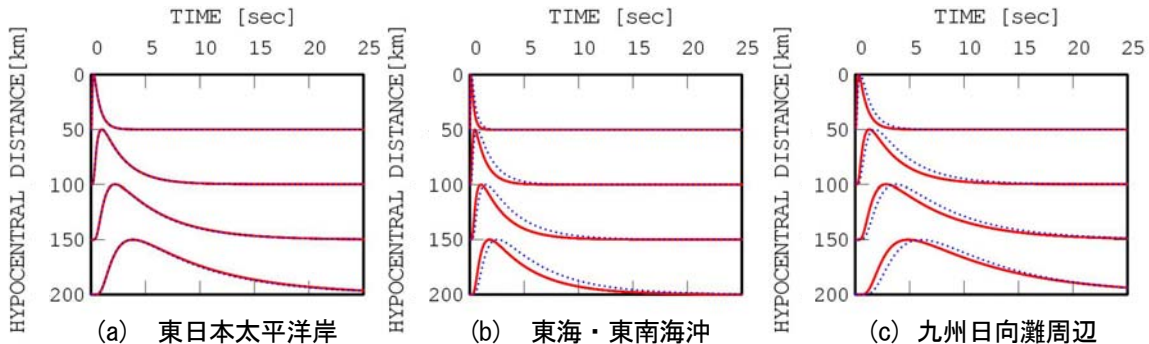 TIME [sec]
0 5 10 15 20 25
HYPOCENTRAL DISTANCE[km]
0
50
100
150
200
(a) 東日本太平洋岸
TIME [sec]
0 5 10 15 20 25
HYPOCENTRAL DISTANCE[km]
0
50
100
150
200
(b) 東海・東南海沖
TIME [sec]
0 5 10 15 20 25
HYPOCENTRAL DISTANCE[km]
0
50
100
150
200
(c) 九州日向灘周辺